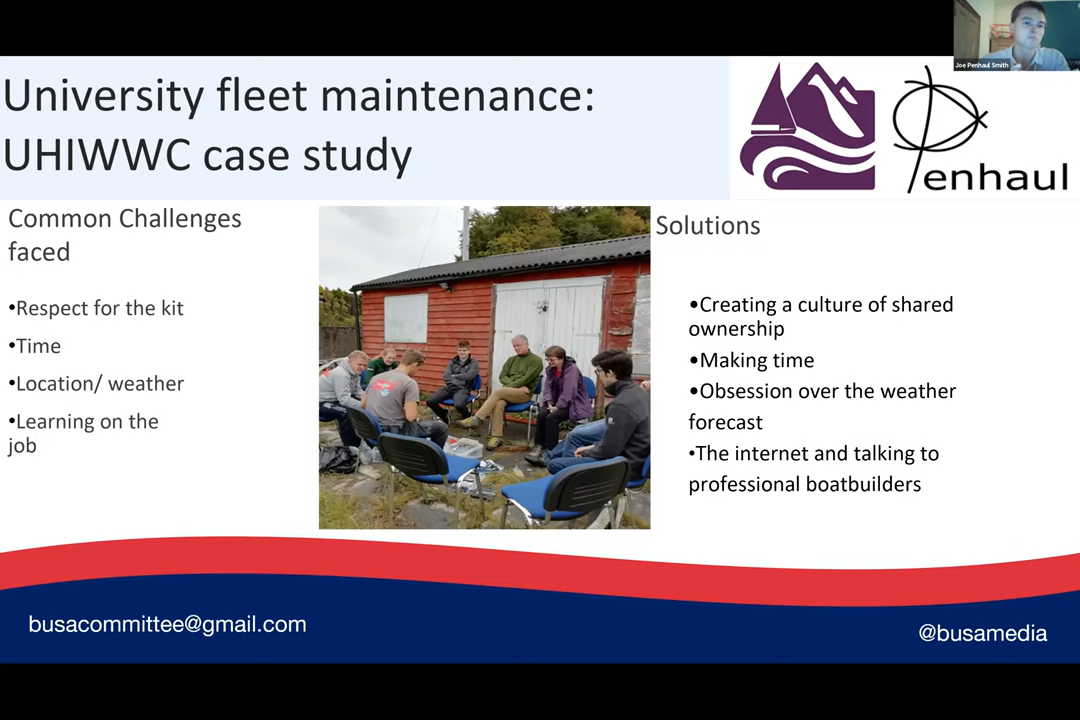 Joe Penhaul Smith
University fleet maintenance:
UHIWWC case study
Penhaul
Common Challenges
faced
•Respect for the kit
•Time
•Location/ weather
•Learning on the
job
Solutions
•Creating a culture of shared
ownership
•Making time
•Obsession over the weather
forecast
•The internet and talking to
professional boatbuilders
busacommittee@gmail.com
@busamedia